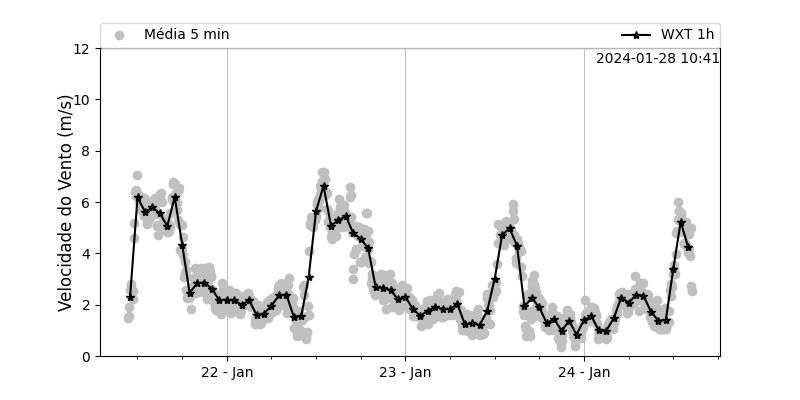 Média 5 min
WXT 1h
2024-01-28 10:41
Velocidade do Vento (m/s)
12
10
8
6
4
2
0
22 - Jan
23 - Jan
24 - Jan